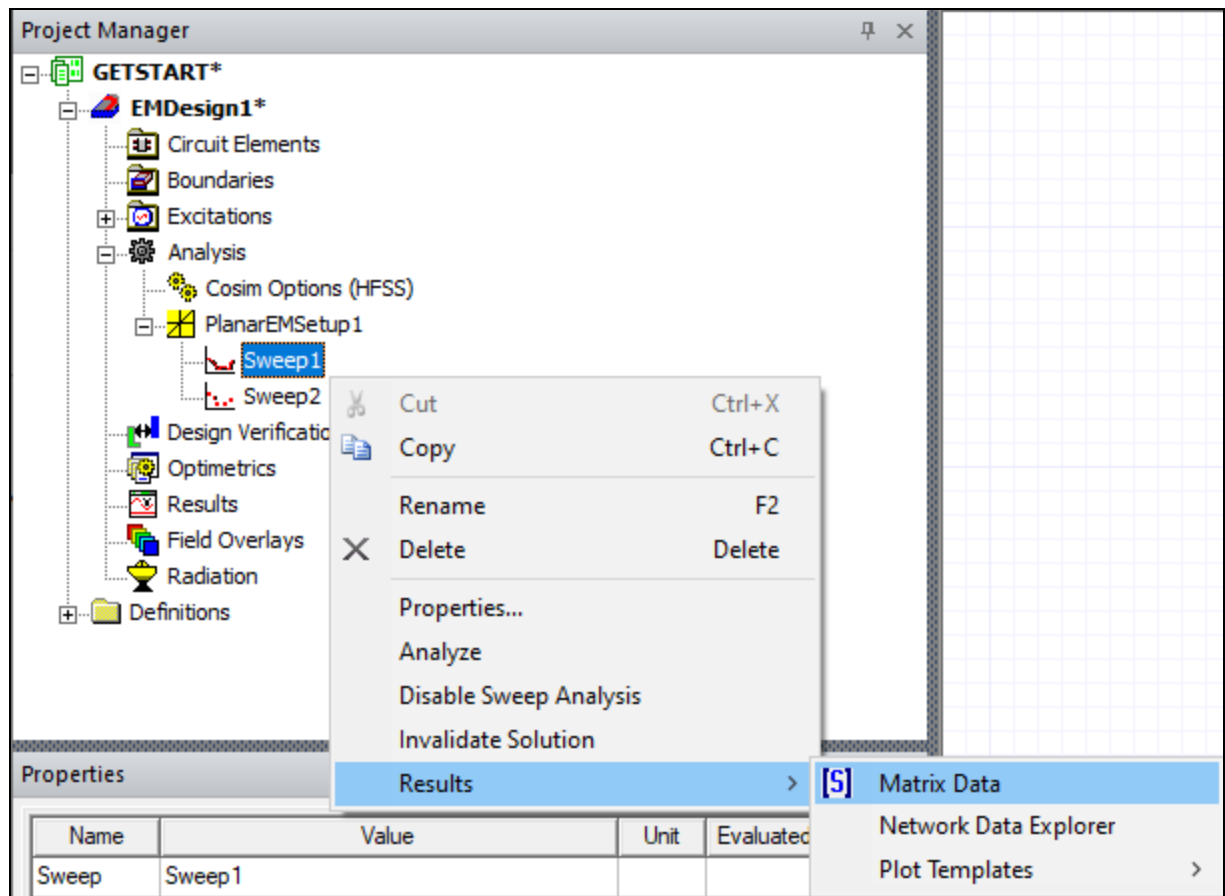 Project Manager
GETSTART*
EMDesign1*
Circuit Elements
Boundaries
Excitations
Analysis
Cosim Options (HFSS)
PlanarEMSetup1
Sweep1
Sweep2
Cut Ctrl+X
Design Verificatio
Copy Ctrl+C
Optimetrics
Results
Rename F2
Field Overlays
Delete Delete
Radiation
Definitions
Properties...
Analyze
Disable Sweep Analysis
Invalidate Solution
Properties
Results >
[S] Matrix Data
Network Data Explorer
Plot Templates >
Name Value Unit Evaluated
Sweep Sweep1